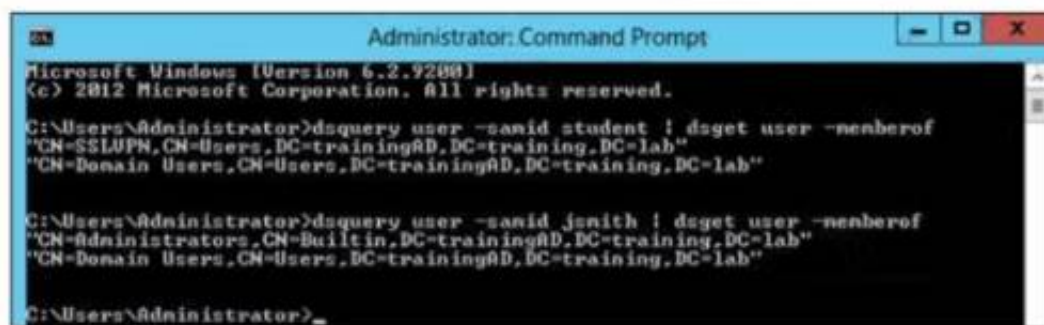 Administrator: Command Prompt
Microsoft Windows [Version 6.2.9200]
(c) 2012 Microsoft Corporation. All rights reserved.
C:\Users\Administrator>dsquery user -samid student | dsget user -memberof
"CN=SSLVPN,CN=Users,DC=trainingAD,DC=training,DC=lab"
"CN=Domain Users,CN=Users,DC=trainingAD,DC=training,DC=lab"
C:\Users\Administrator>dsquery user -samid jsmith | dsget user -memberof
"CN=Administrators,CN=Builtin,DC=trainingAD,DC=training,DC=lab"
"CN=Domain Users,CN=Users,DC=trainingAD,DC=training,DC=lab"
C:\Users\Administrator>_